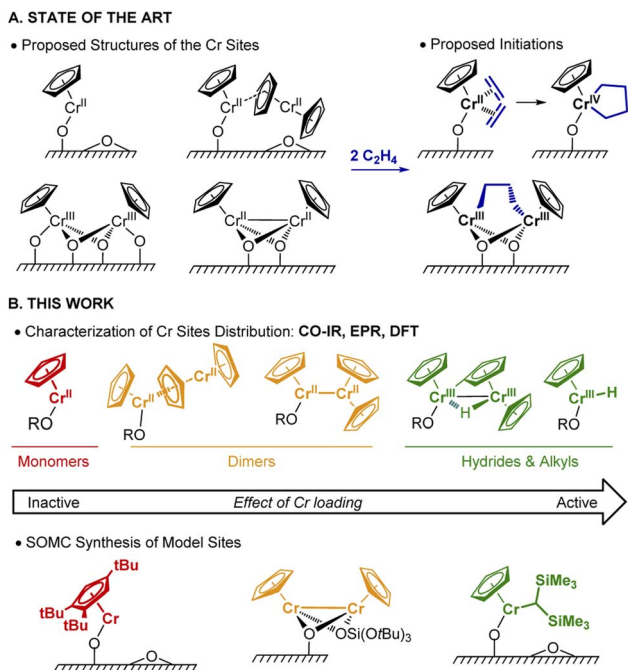 A. STATE OF THE ART
• Proposed Structures of the Cr Sites
• Proposed Initiations
Cr^II
O
O
Cr^II
Cr^II
O
O
Cr^II
O
Cr^IV
O
2 C2H4
Cr^III
Cr^III
O
O
O
O
Cr^II
Cr^II
O
O
Cr^III
Cr^III
O
O
B. THIS WORK
• Characterization of Cr Sites Distribution: CO-IR, EPR, DFT
Cr^II
RO
Cr^II
Cr^II
RO
Cr^II
Cr^II
RO
Cr^III
Cr^III
H
RO
Cr^III
H
RO
Monomers
Dimers
Hydrides & Alkyls
Inactive
Effect of Cr loading
Active
• SOMC Synthesis of Model Sites
tBu
tBu
tBu
Cr
O
O
Cr
Cr
O
OSi(OtBu)3
Cr
SiMe3
SiMe3
O
O